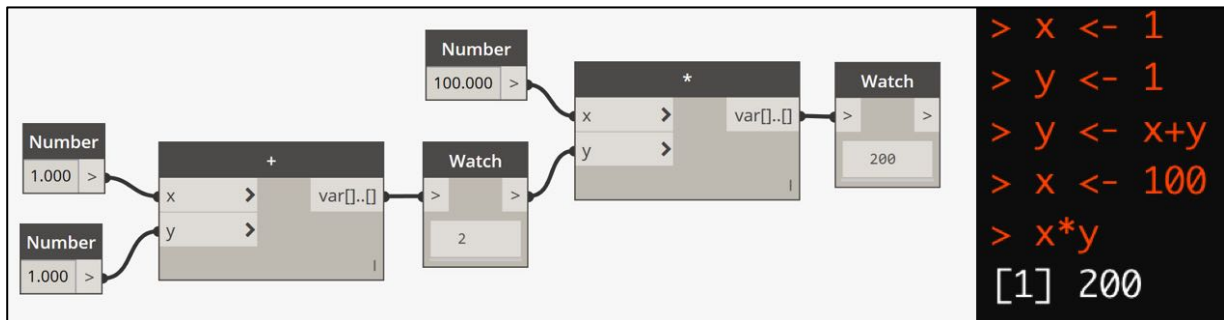 Number
1.000 >
Number
1.000 >
+
x >
y >
var[]..[]
l
Watch
> >
2
Number
100.000 >
*
x >
y >
var[]..[]
l
Watch
> >
200
> x <- 1
> y <- 1
> y <- x+y
> x <- 100
> x*y
[1] 200